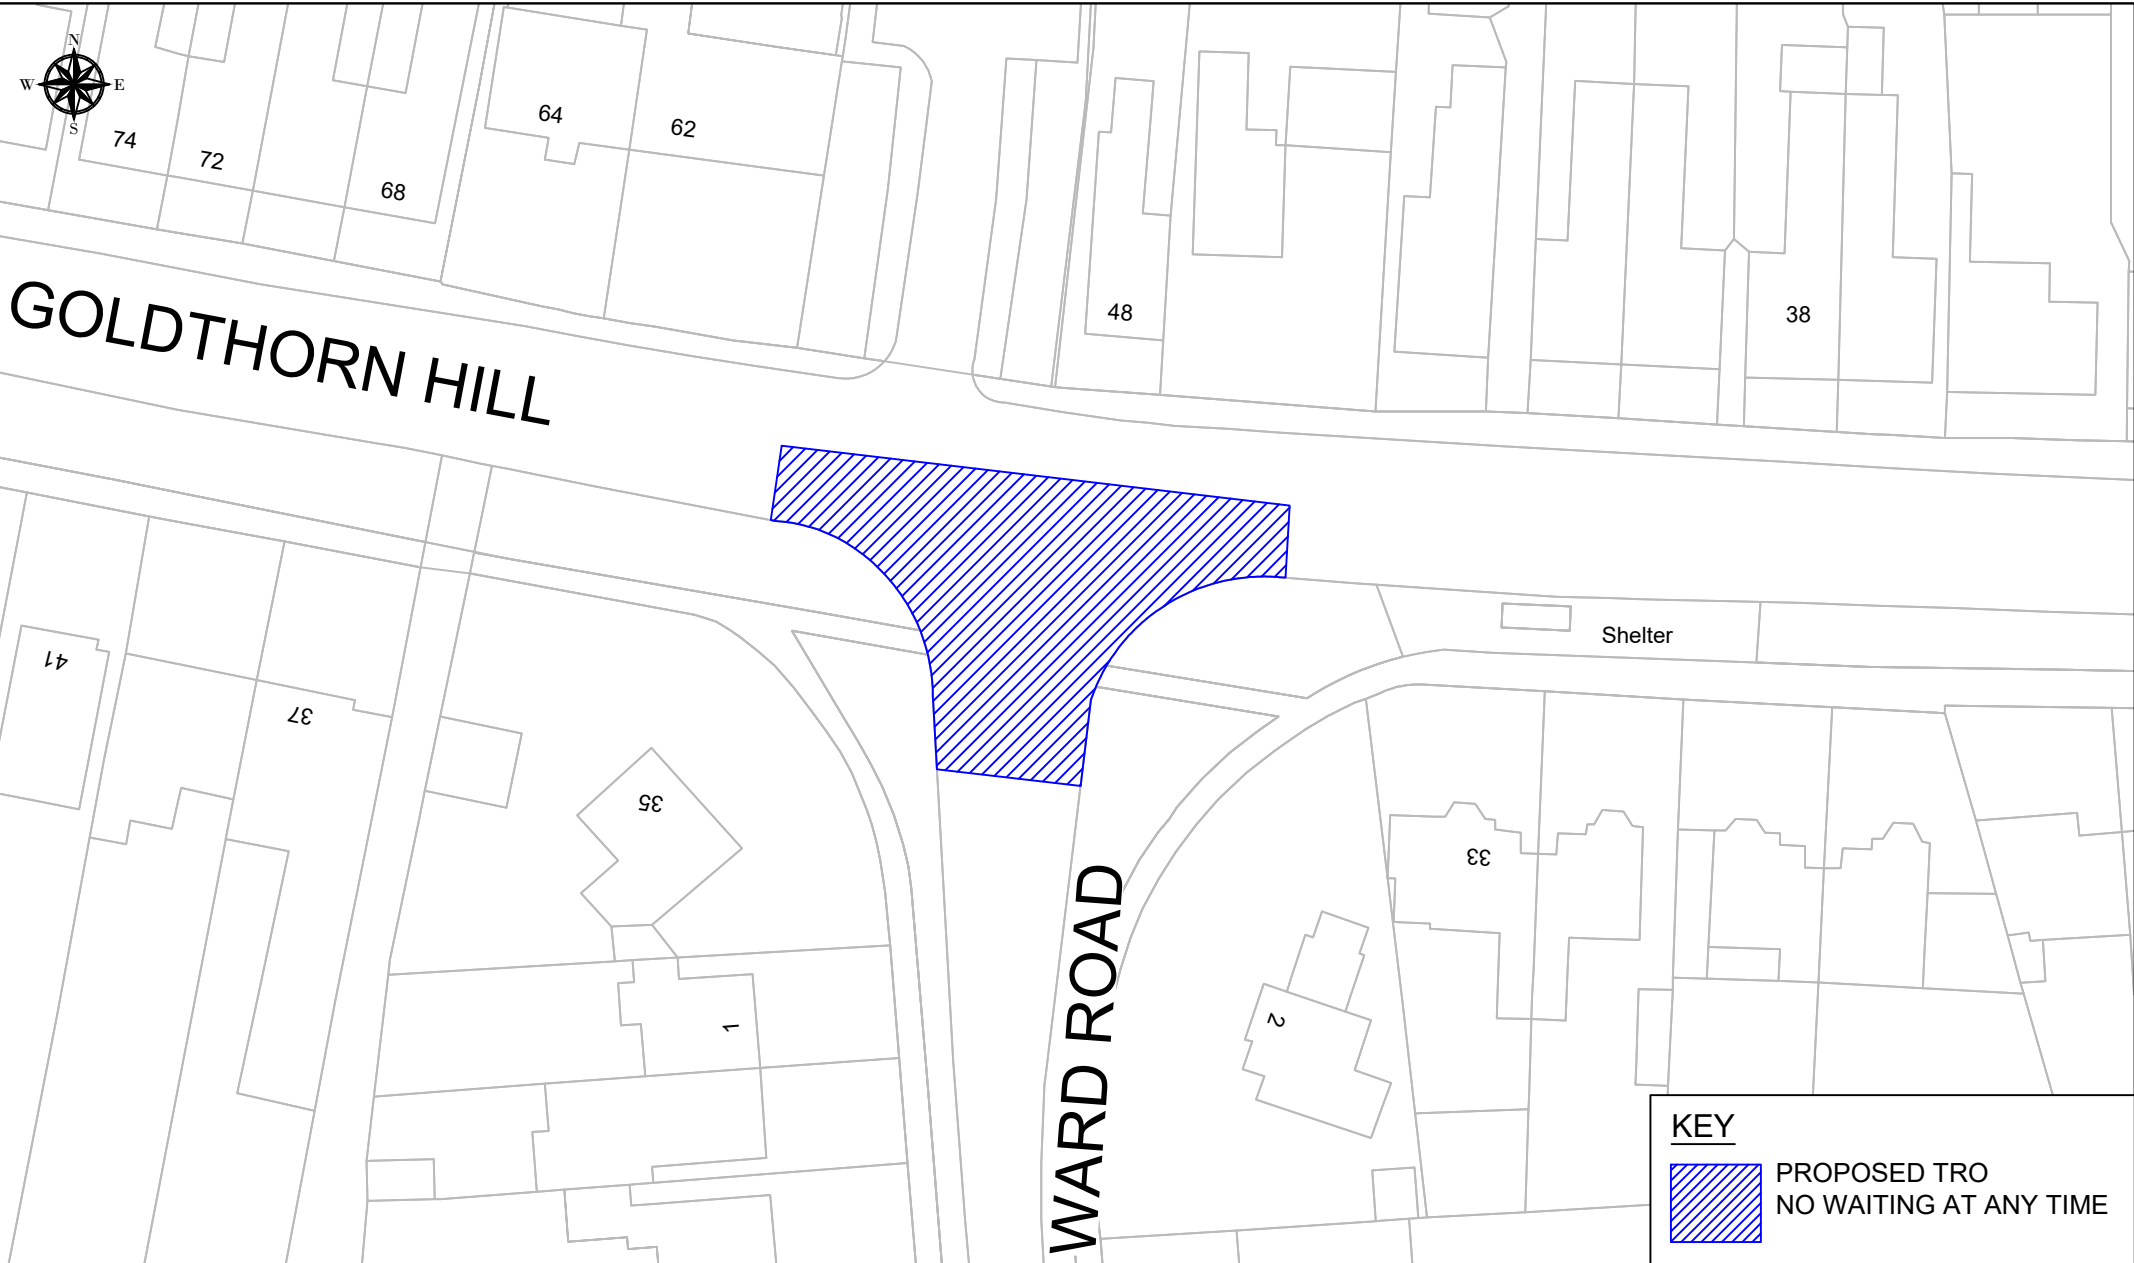 N
W E
S
74
72
68
64
62
48
38
GOLDTHORN HILL
Shelter
41
37
35
33
1
2
WARD ROAD
KEY
PROPOSED TRO
NO WAITING AT ANY TIME